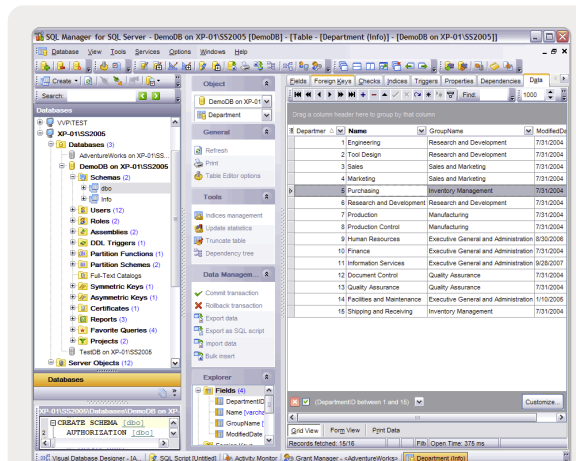 SQL Manager for SQL Server - DemoDB on XP-01\SS2005 [DemoDB] - [Table - [Department (Info)] - [DemoDB on XP-01\SS2005]]
Database View Tools Services Options Windows Help
Create
Search:
Databases
VVP\TEST
XP-01\SS2005
Databases (3)
AdventureWorks on XP-01\SS...
DemoDB on XP-01\SS2005
Schemas (2)
dbo
Info
Users (12)
Roles (2)
Assemblies (2)
DDL Triggers (1)
Partition Functions (1)
Partition Schemes (2)
Full-Text Catalogs
Symmetric Keys (1)
Asymmetric Keys (1)
Certificates (1)
Reports (3)
Favorite Queries (4)
Projects (2)
TestDB on XP-01\SS2005
Server Objects (12)
Databases
XP-01\SS2005\Databases\DemoDB on XP-
CREATE SCHEMA [dbo]
2 AUTHORIZATION [dbo]
Object
DemoDB on XP-01
Department
General
Refresh
Print
Table Editor options
Tools
Indices management
Update statistics
Truncate table
Dependency tree
Data Managem...
Commit transaction
Rollback transaction
Export data
Export as SQL script
Import data
Bulk insert
Explorer
Fields (4)
DepartmentID
Name [varcha
GroupName [
ModifiedDate
Fields Foreign Keys Checks Indices Triggers Properties Dependencies Data
Find: 1000
Drag a column header here to group by that column
Departmer Name GroupName ModifiedDa
1 Engineering Research and Development 7/31/2004
2 Tool Design Research and Development 7/31/2004
3 Sales Sales and Marketing 7/31/2004
4 Marketing Sales and Marketing 7/31/2004
5 Purchasing Inventory Management 7/31/2004
6 Research and Development Research and Development 7/31/2004
7 Production Manufacturing 7/31/2004
8 Production Control Manufacturing 7/31/2004
9 Human Resources Executive General and Administration 8/30/2006
10 Finance Executive General and Administration 7/31/2004
11 Information Services Executive General and Administration 9/28/2007
12 Document Control Quality Assurance 7/31/2004
13 Quality Assurance Quality Assurance 7/31/2004
14 Facilities and Maintenance Executive General and Administration 1/10/2006
15 Shipping and Receiving Inventory Management 7/31/2004
(DepartmentID between 1 and 15)
Customize...
Grid View Form View Print Data
Records fetched: 15/16 Fib Open Time: 375 ms
Visual Database Designer - [A... SQL Script [Untitled] Activity Monitor Grant Manager - <AdventureWorks> [Department (Info)]